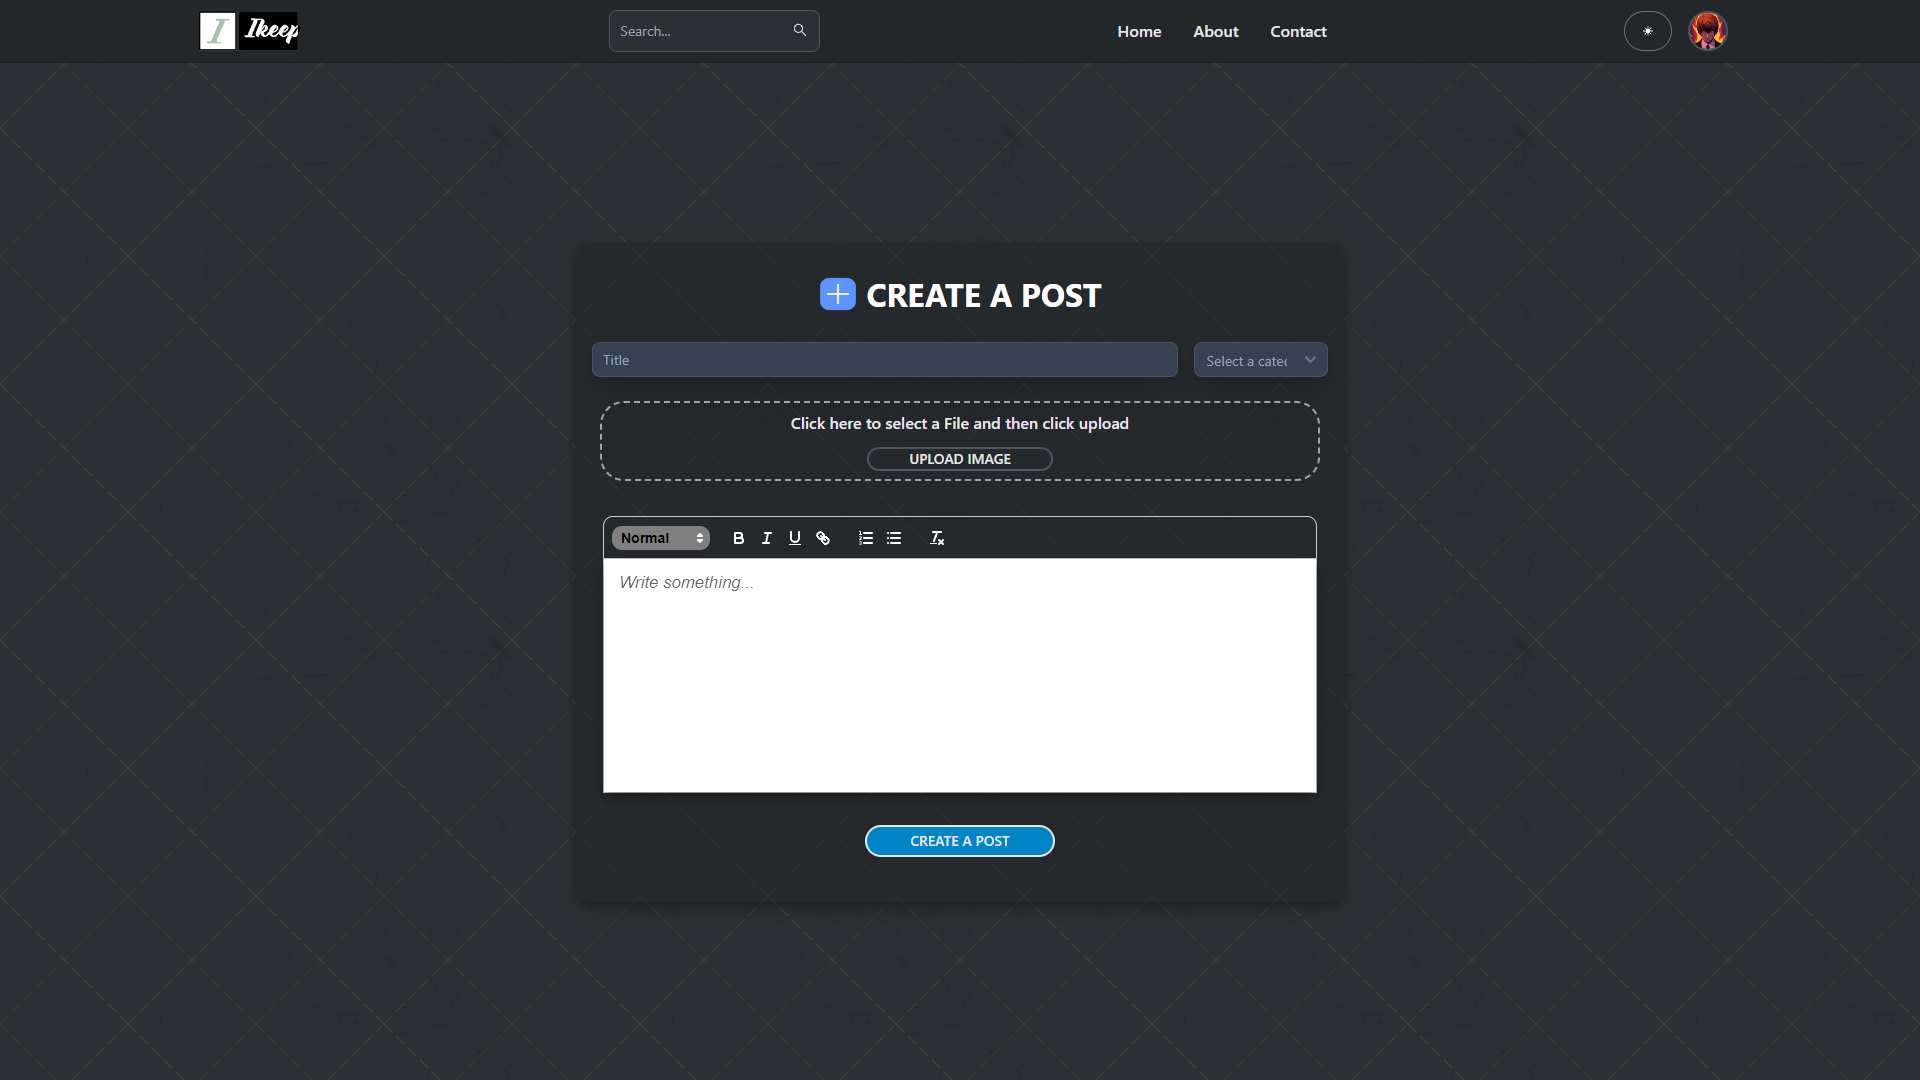 I Ikeep
Search...
Home
About
Contact
CREATE A POST
Title
Select a cate
Click here to select a File and then click upload
UPLOAD IMAGE
Normal
Write something...
CREATE A POST